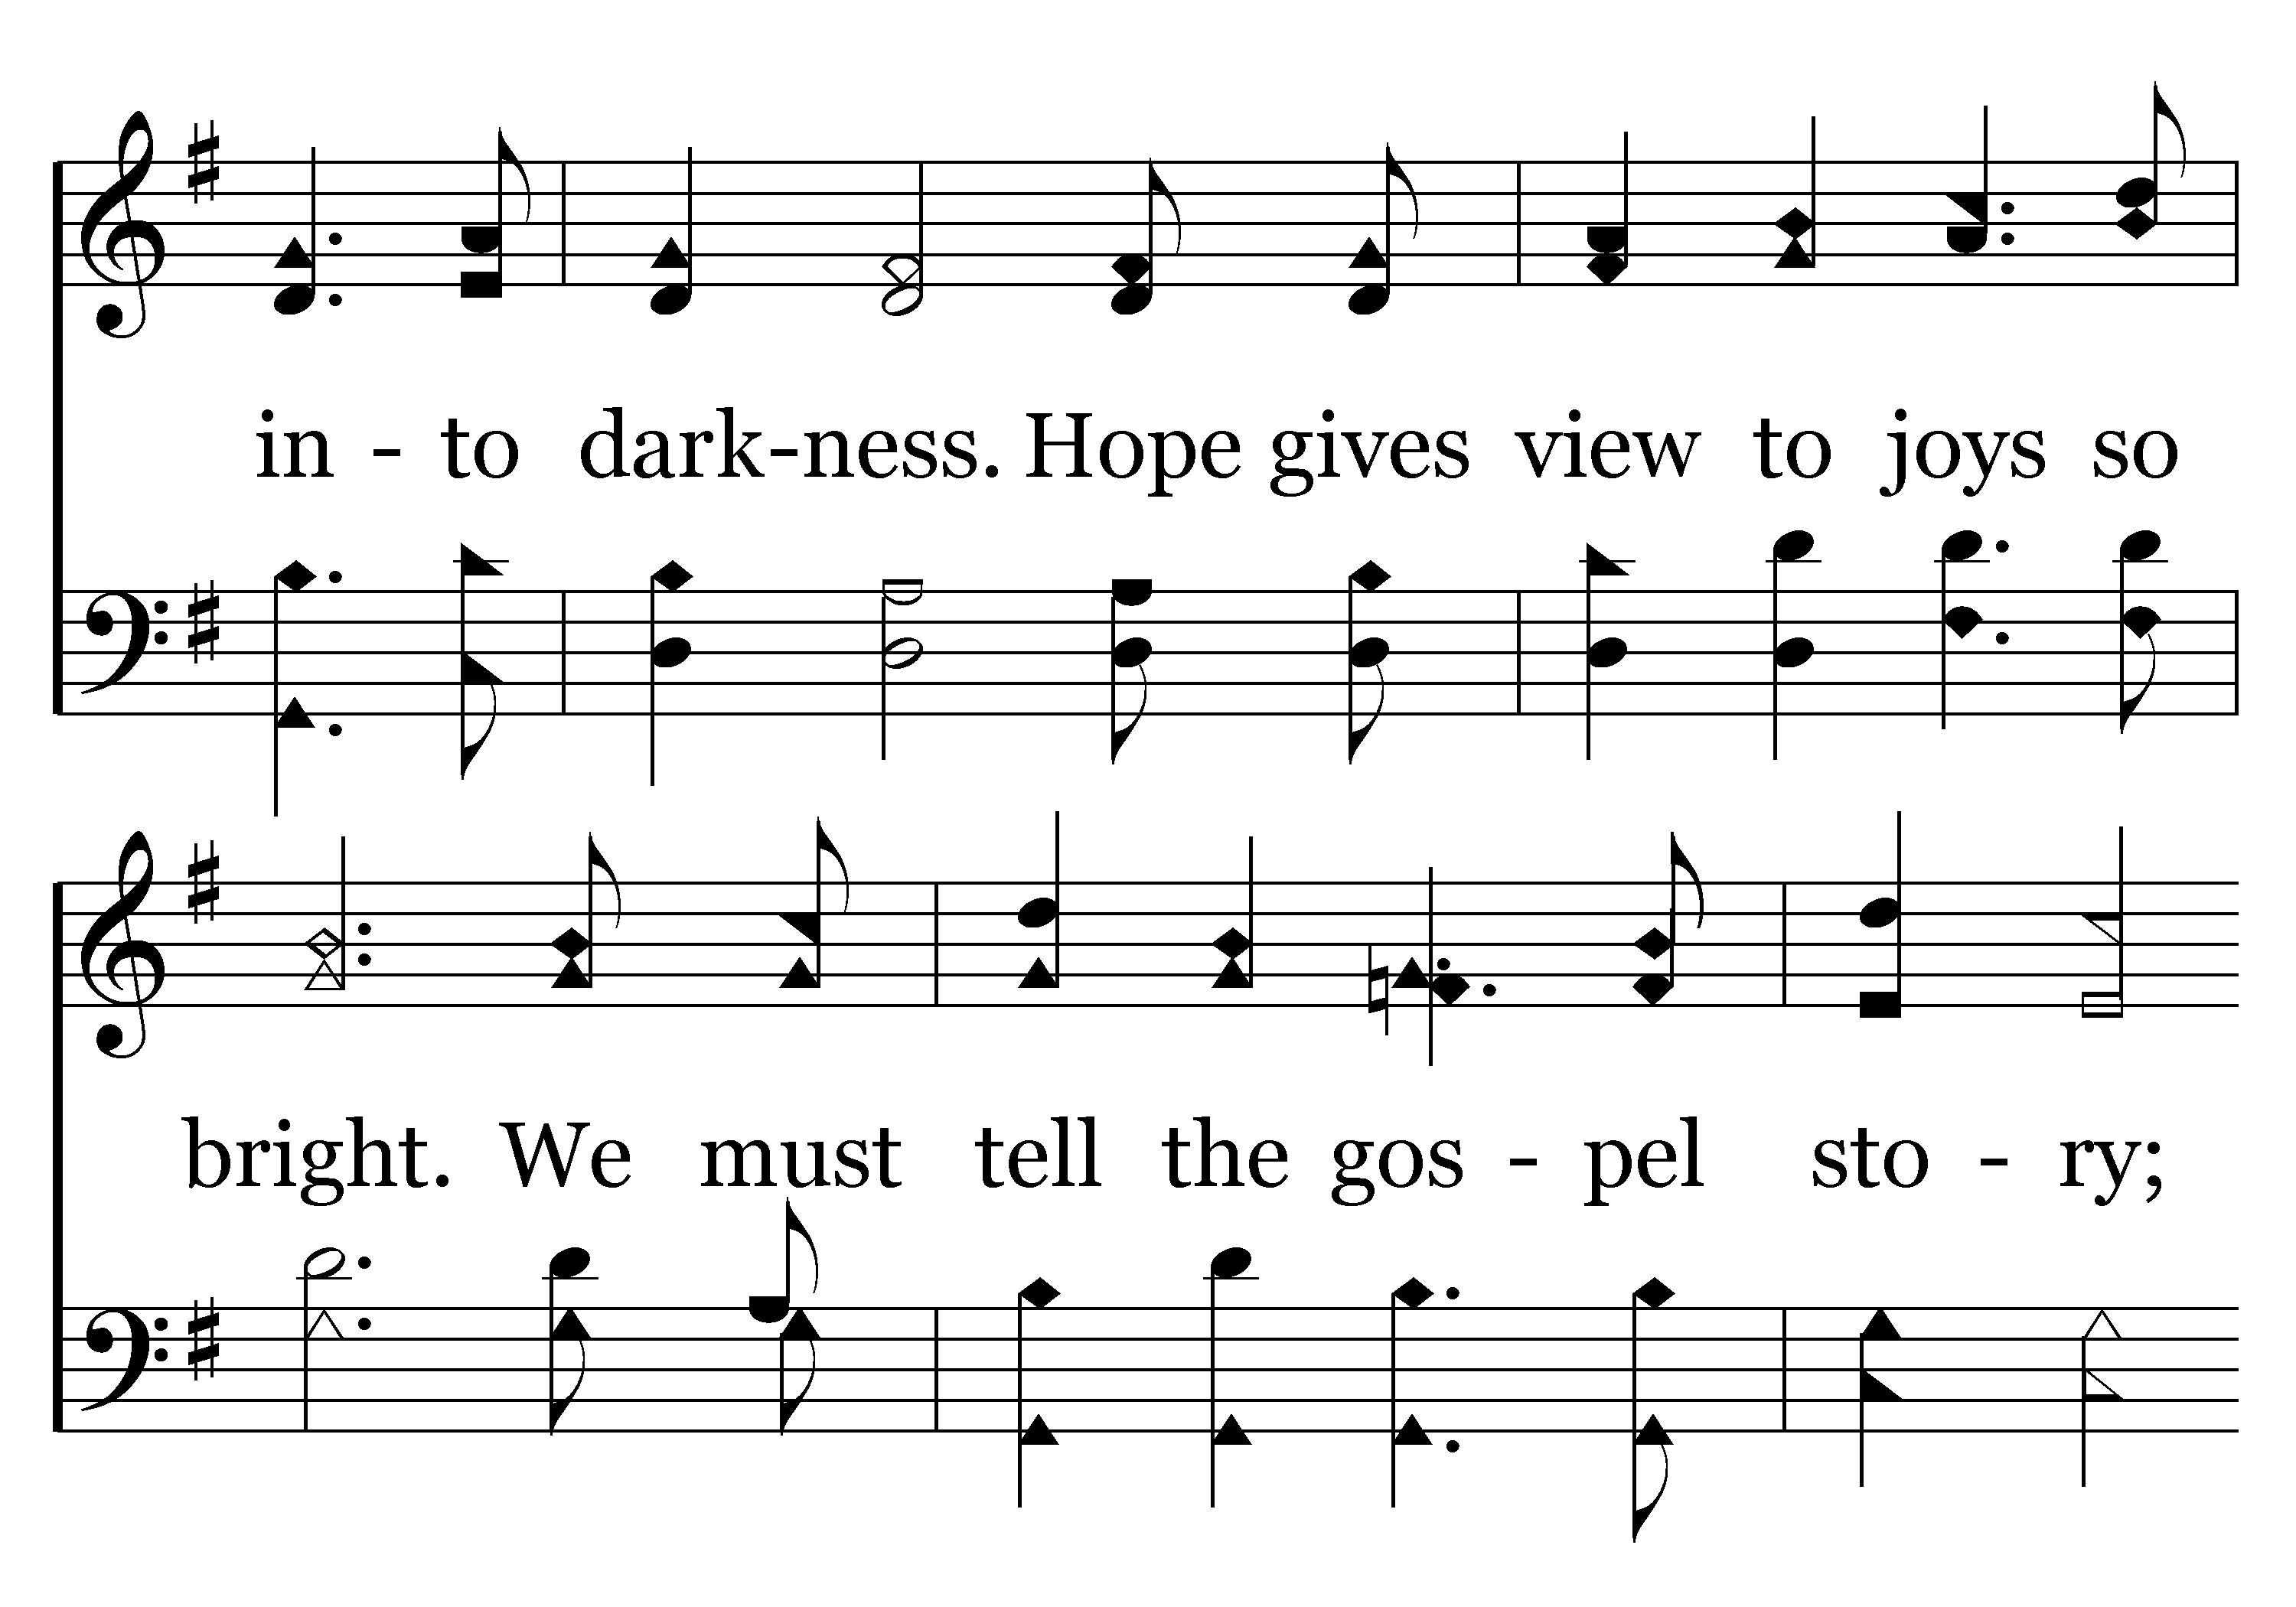 in - to dark-ness. Hope gives view to joys so
bright. We must tell the gos - pel sto - ry;